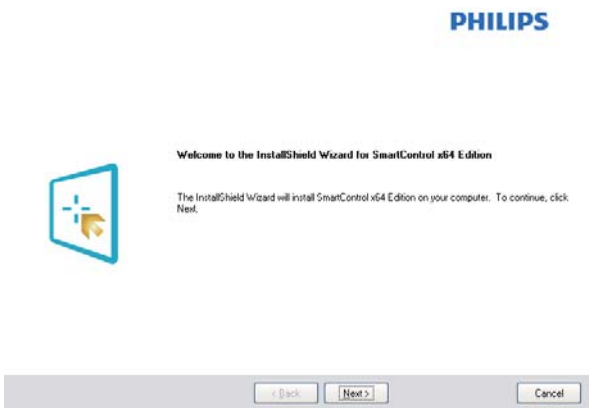 PHILIPS
Welcome to the InstallShield Wizard for SmartControl x64 Edition
The InstallShield Wizard will install SmartControl x64 Edition on your computer. To continue, click
Next.
< Back
Next >
Cancel